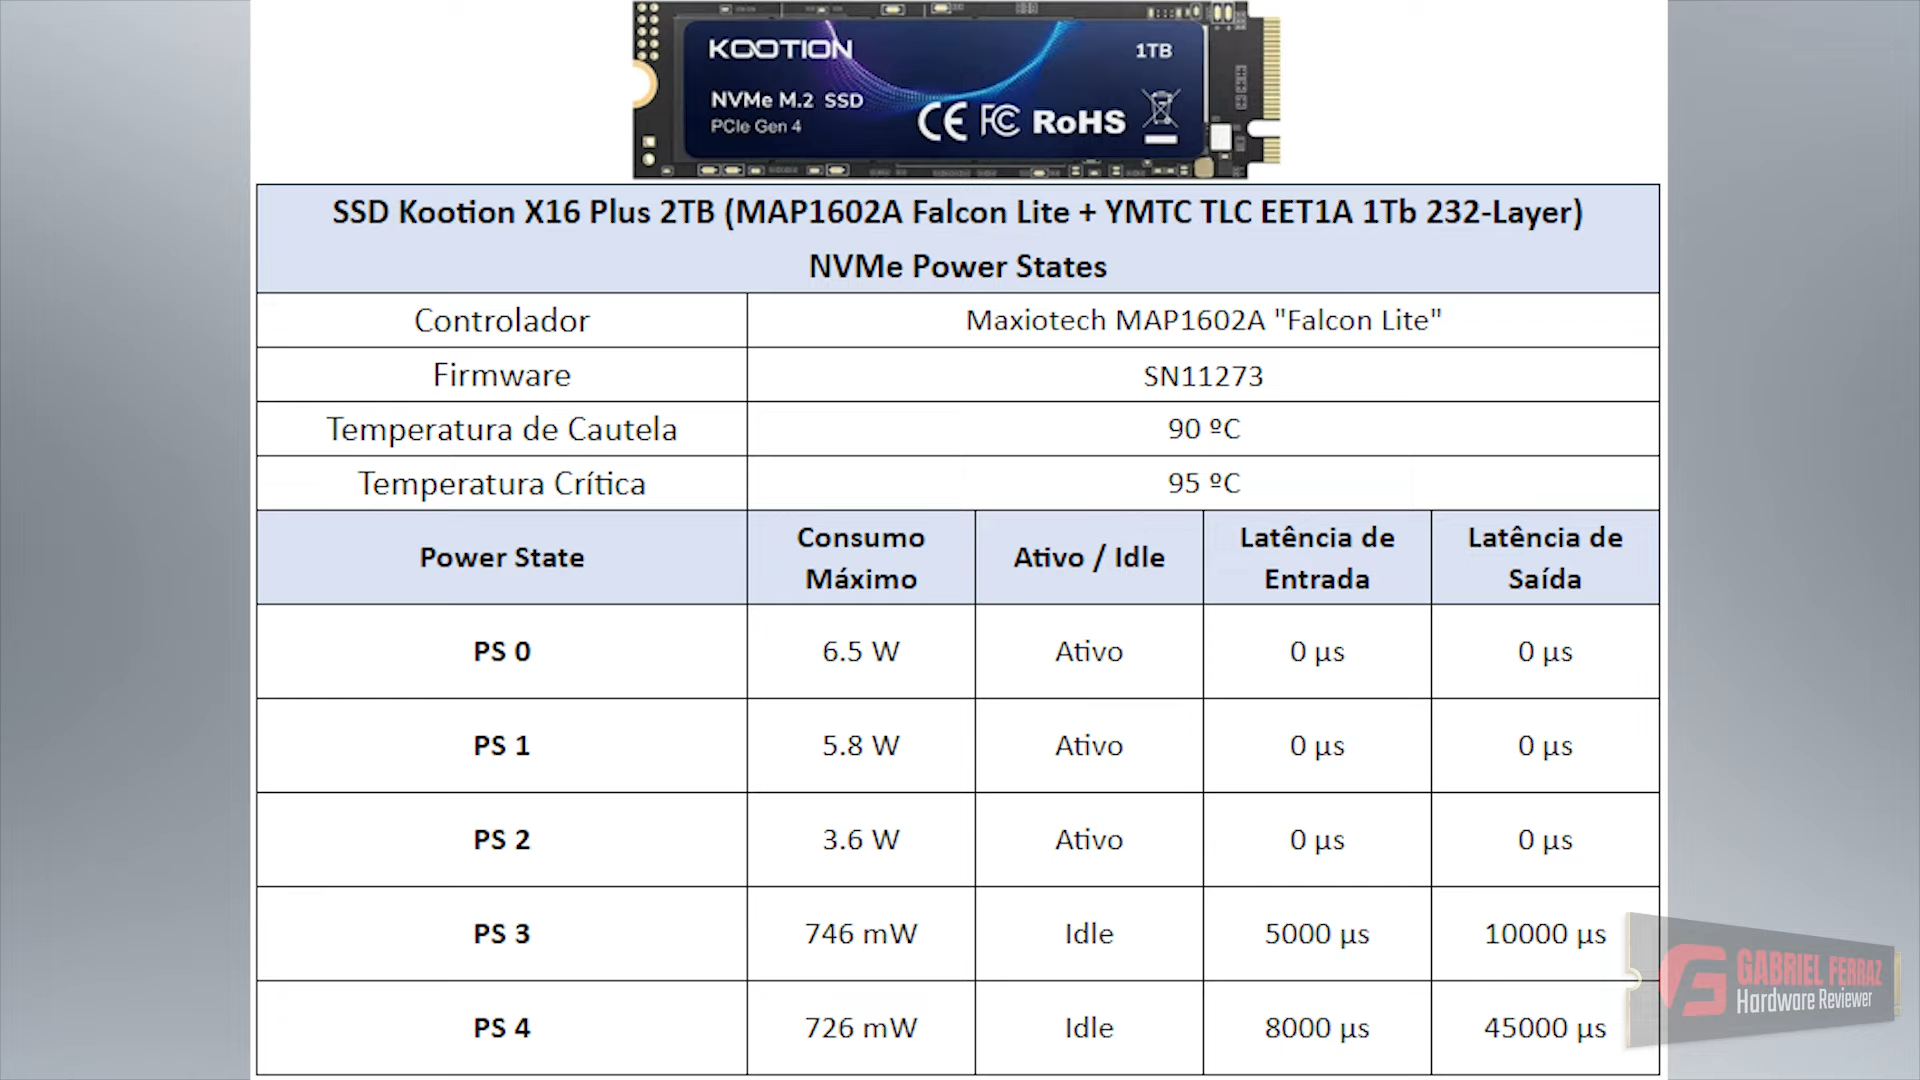 KOOTION
1TB
NVMe M.2 SSD
PCIe Gen 4
CE FC RoHS
SSD Kootion X16 Plus 2TB (MAP1602A Falcon Lite + YMTC TLC EET1A 1Tb 232-Layer)
NVMe Power States
Controlador Maxiotech MAP1602A "Falcon Lite"
Firmware SN11273
Temperatura de Cautela 90 ºC
Temperatura Crítica 95 ºC
Power State Consumo Máximo Ativo / Idle Latência de Entrada Latência de Saída
PS 0 6.5 W Ativo 0 µs 0 µs
PS 1 5.8 W Ativo 0 µs 0 µs
PS 2 3.6 W Ativo 0 µs 0 µs
PS 3 746 mW Idle 5000 µs 10000 µs
PS 4 726 mW Idle 8000 µs 45000 µs
GABRIEL FERRAZ
Hardware Reviewer